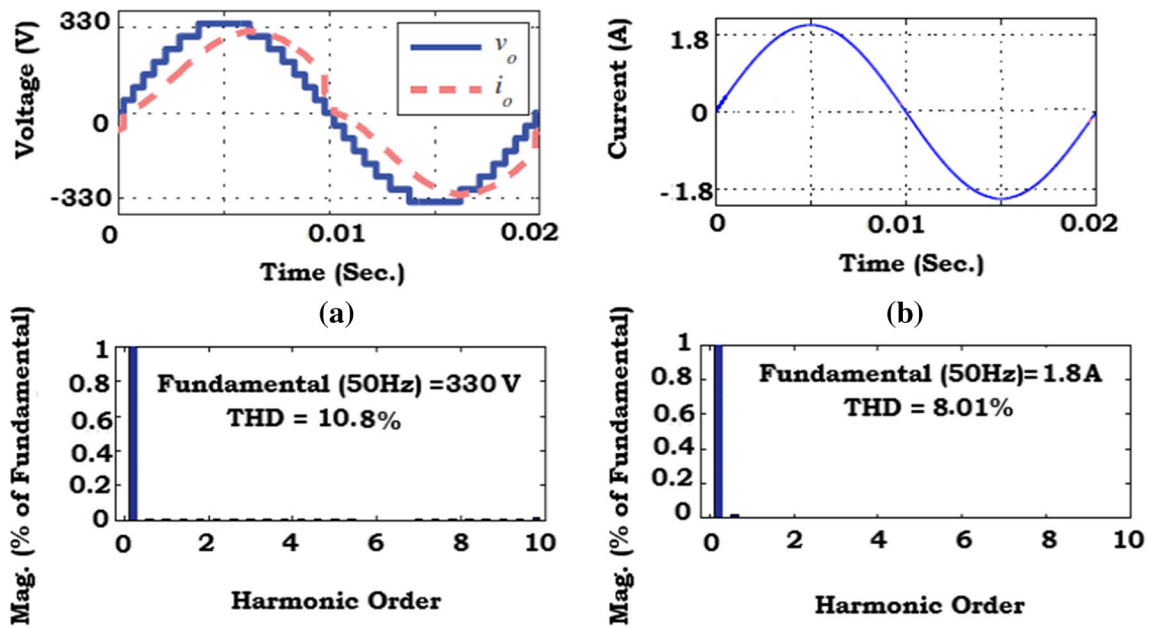 Voltage (V)
330
0
-330
v_o
i_o
0
0.01
0.02
Time (Sec.)
(a)
Current (A)
1.8
0
-1.8
0
0.01
0.02
Time (Sec.)
(b)
Mag. (% of Fundamental)
1
0.8
0.6
0.4
0.2
0
Fundamental (50Hz) =330 V
THD = 10.8%
0 2 4 6 8 10
Harmonic Order
Mag. (% of Fundamental)
1
0.8
0.6
0.4
0.2
0
Fundamental (50Hz)= 1.8A
THD = 8.01%
0 2 4 6 8 10
Harmonic Order